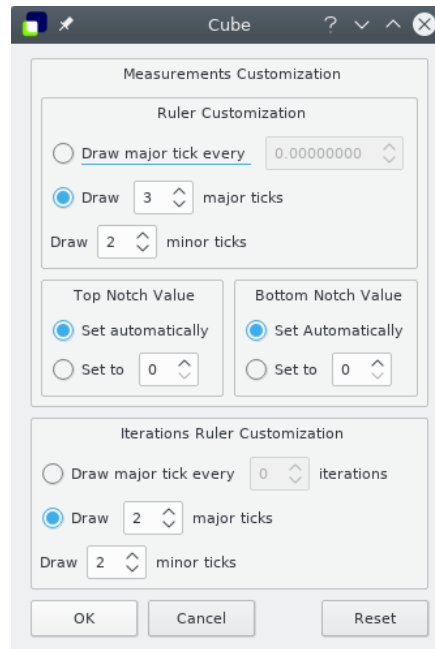 Cube
Measurements Customization
Ruler Customization
Draw major tick every 0.00000000
Draw 3 major ticks
Draw 2 minor ticks
Top Notch Value
Set automatically
Set to 0
Bottom Notch Value
Set Automatically
Set to 0
Iterations Ruler Customization
Draw major tick every 0 iterations
Draw 2 major ticks
Draw 2 minor ticks
OK Cancel Reset